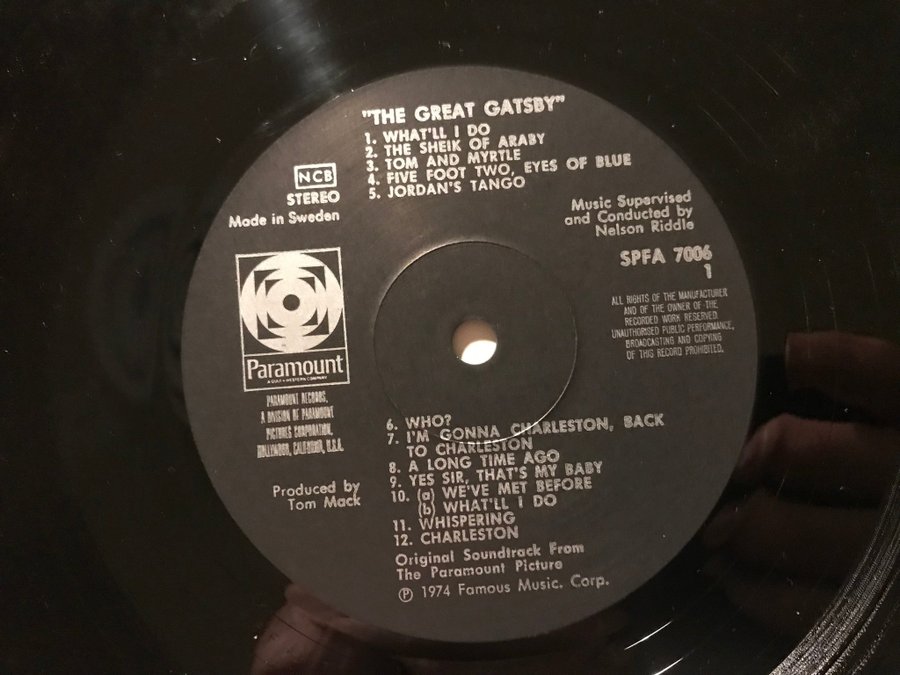 "THE GREAT GATSBY"
1. WHAT'LL I DO
2. THE SHEIK OF ARABY
3. TOM AND MYRTLE
4. FIVE FOOT TWO, EYES OF BLUE
5. JORDAN'S TANGO
NCB
STEREO
Made in Sweden
Music Supervised
and Conducted by
Nelson Riddle
SPFA 7006
1
ALL RIGHTS OF THE MANUFACTURER
AND OF THE OWNER OF THE
RECORDED WORK RESERVED.
UNAUTHORISED PUBLIC PERFORMANCE,
BROADCASTING AND COPYING
OF THIS RECORD PROHIBITED.
Paramount
A GULF + WESTERN COMPANY
PARAMOUNT RECORDS,
A DIVISION OF PARAMOUNT
PICTURES CORPORATION,
HOLLYWOOD, CALIFORNIA, U.S.A.
Produced by
Tom Mack
6. WHO?
7. I'M GONNA CHARLESTON, BACK
TO CHARLESTON
8. A LONG TIME AGO
9. YES SIR, THAT'S MY BABY
10. (a) WE'VE MET BEFORE
(b) WHAT'LL I DO
11. WHISPERING
12. CHARLESTON
Original Soundtrack From
The Paramount Picture
℗ 1974 Famous Music. Corp.